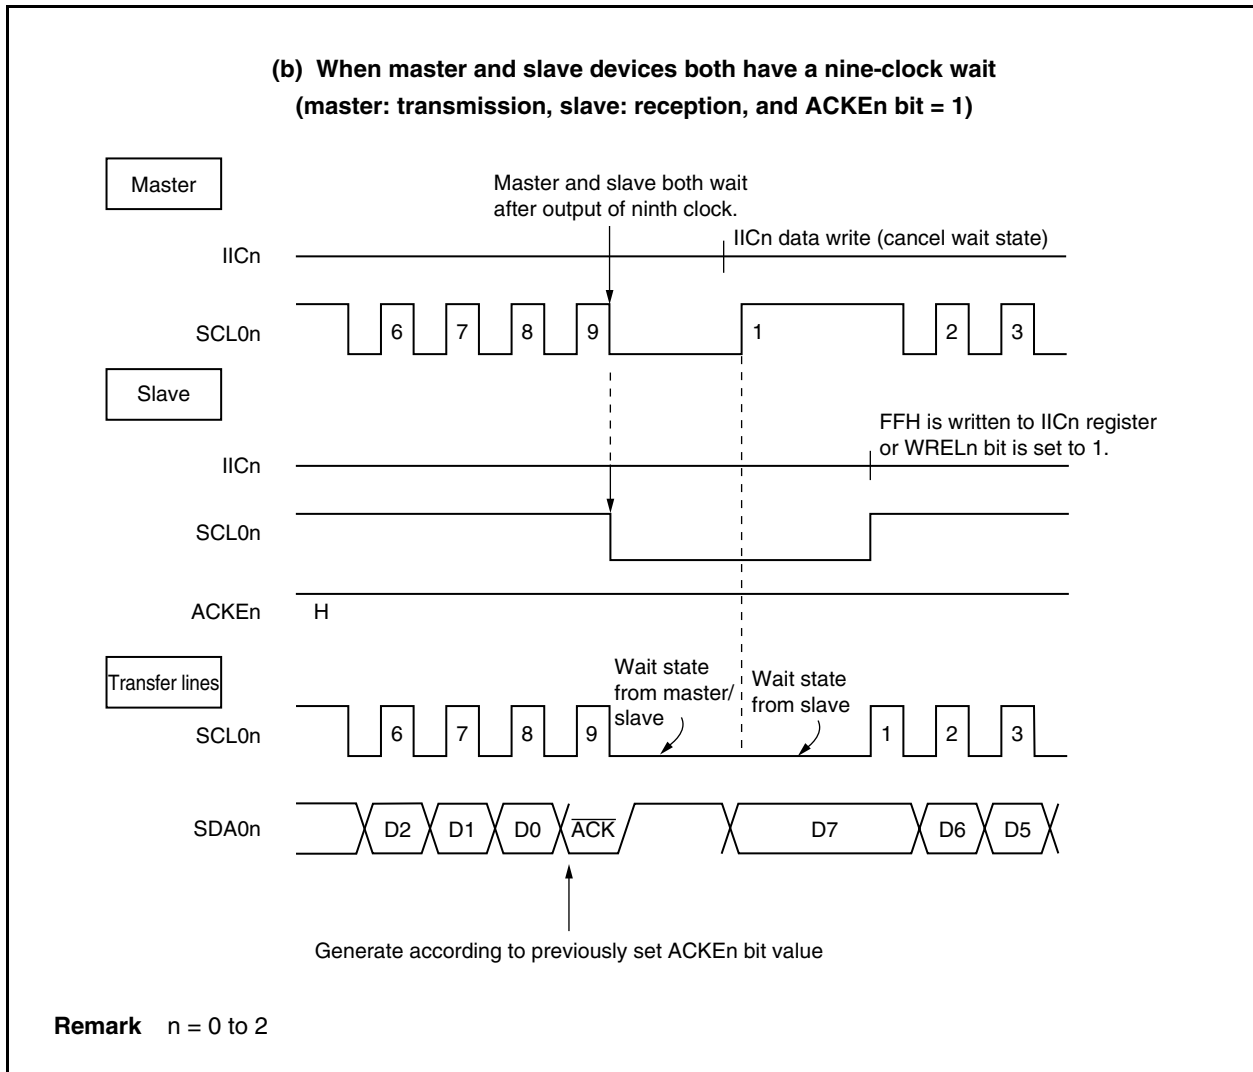 (b) When master and slave devices both have a nine-clock wait
(master: transmission, slave: reception, and ACKEn bit = 1)
Master
Master and slave both wait
after output of ninth clock.
IICn data write (cancel wait state)
IICn
SCL0n
6 7 8 9 1 2 3
Slave
FFH is written to IICn register
or WRELn bit is set to 1.
IICn
SCL0n
ACKEn H
Transfer lines
Wait state
from master/
slave
Wait state
from slave
SCL0n
6 7 8 9 1 2 3
SDA0n
D2 D1 D0 ACK D7 D6 D5
Generate according to previously set ACKEn bit value
Remark n = 0 to 2